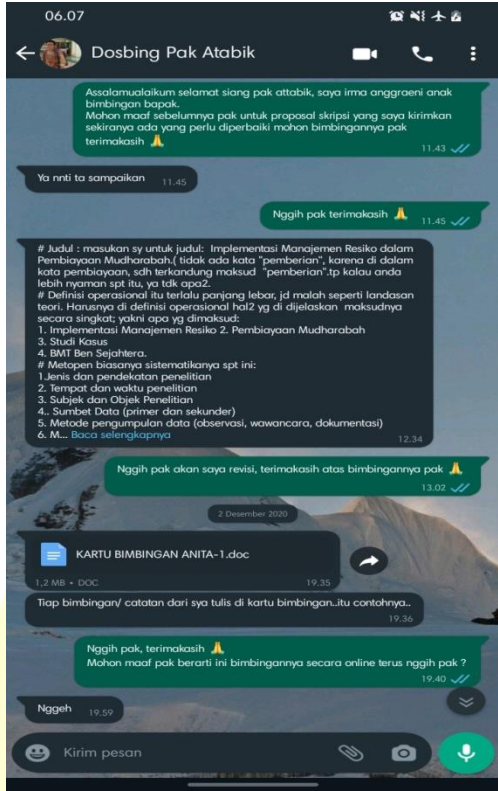 06.07
Dosbing Pak Atabik
Assalamualaikum selamat siang pak attabik, saya irma anggroeni anak
bimbingan bapak.
Mohon maaf sebelumnya pak untuk proposal skripsi yang saya kirimkan
sekiranya ada yang perlu diperbaiki mohon bimbingannya pak
terimakasih 🙏
11.43
Ya nnti ta sampaikan 11.45
Nggih pak terimakasih 🙏 11.45
# Judul : masukan sy untuk judul: Implementasi Manajemen Resiko dalam
Pembiayaan Mudharabah.( tidak ada kata "pemberian", karena di dalam
kata pembiayaan, sdh terkandung maksud "pemberian".tp kalau anda
lebih nyaman spt itu, ya tdk apa2.
# Definisi operasional itu terlalu panjang lebar, jd malah seperti landasan
teori. Harusnya di definisi operasional hal2 yg di dijelaskan maksudnya
secara singkat; yakni apa yg dimaksud:
1. Implementasi Manajemen Resiko 2. Pembiayaan Mudharabah
3. Studi Kasus
4. BMT Ben Sejahtera.
# Metopen biasanya sistematikanya spt ini:
1.Jenis dan pendekatan penelitian
2. Tempat dan waktu penelitian
3. Subjek dan Objek Penelitian
4.. Sumbet Data (primer dan sekunder)
5. Metode pengumpulan data (observasi, wawancara, dokumentasi)
6. M... Baca selengkapnya
12.34
Nggih pak akan saya revisi, terimakasih atas bimbingannya pak 🙏
13.02
2 Desember 2020
KARTU BIMBINGAN ANITA-1.doc
1,2 MB • DOC 19.35
Tiap bimbingan/ catatan dari sya tulis di kartu bimbingan..itu contohnya..
19.36
Nggih pak, terimakasih 🙏
Mohon maaf pak berarti ini bimbingannya secara online terus nggih pak ?
19.40
Nggeh 19.59
Kirim pesan